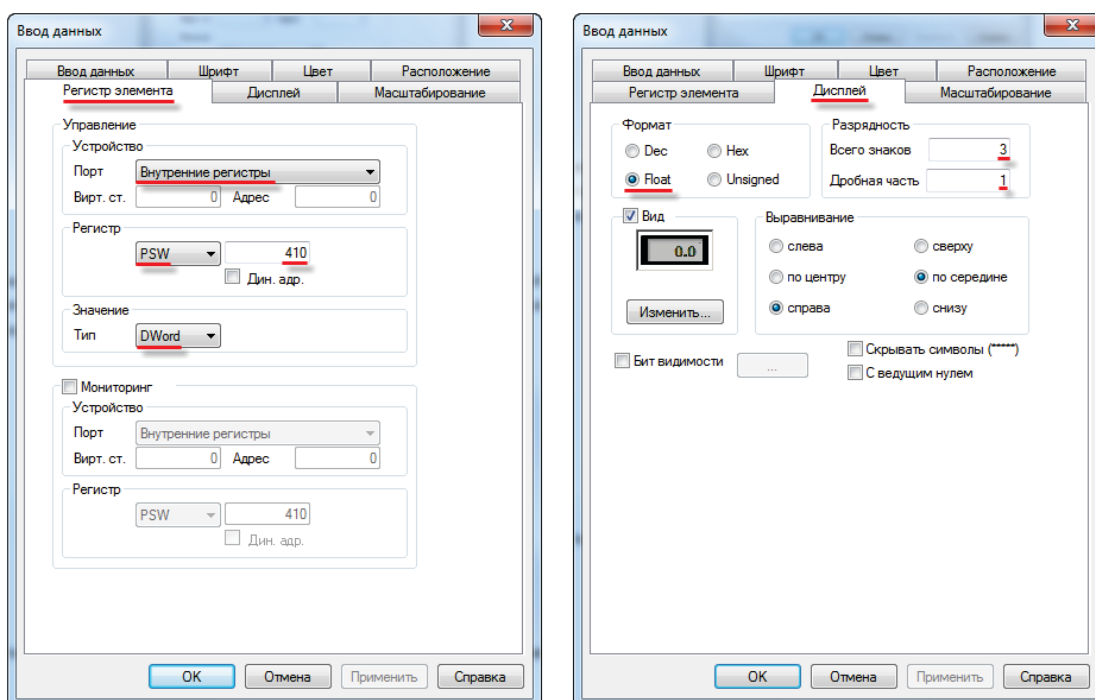 Ввод данных
Ввод данных Шрифт Цвет Расположение
Регистр элемента Дисплей Масштабирование
Управление
Устройство
Порт Внутренние регистры
Вирт. ст. 0 Адрес 0
Регистр
PSW 410
Дин. адр.
Значение
Тип DWord
Мониторинг
Устройство
Порт Внутренние регистры
Вирт. ст. 0 Адрес 0
Регистр
PSW 410
Дин. адр.
OK Отмена Применить Справка
Ввод данных
Ввод данных Шрифт Цвет Расположение
Регистр элемента Дисплей Масштабирование
Формат
Dec Hex
Float Unsigned
Разрядность
Всего знаков 3
Дробная часть 1
Вид
0.0
Изменить...
Выравнивание
слева сверху
по центру по середине
справа снизу
Бит видимости ...
Скрывать символы (*****)
С ведущим нулем
OK Отмена Применить Справка